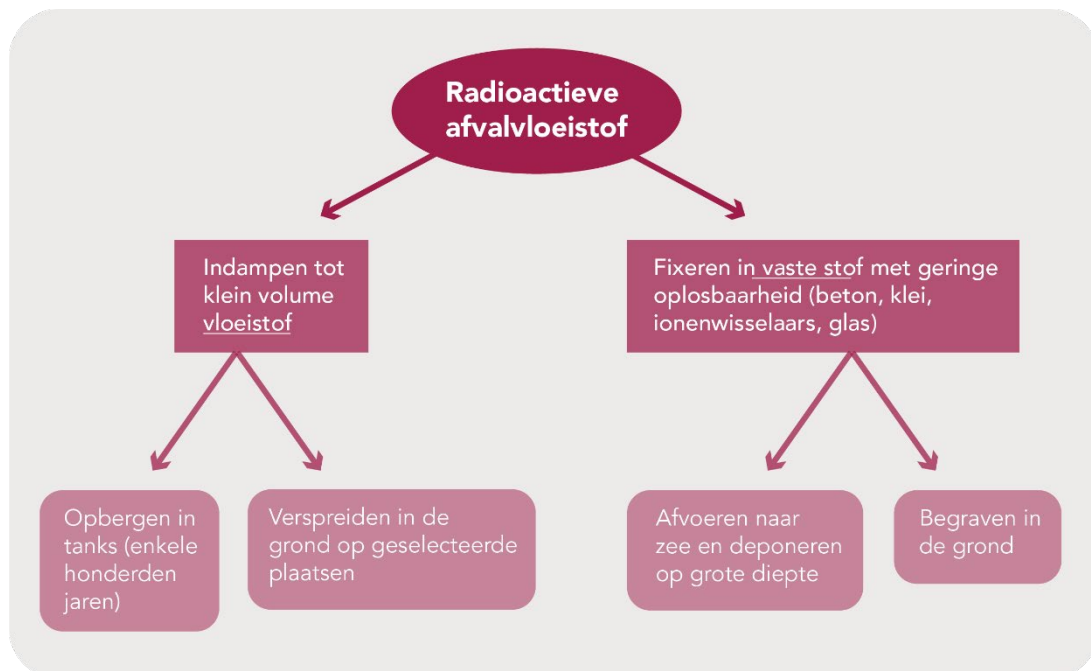 Radioactieve
afvalvloeistof
Indampen tot
klein volume
vloeistof
Fixeren in vaste stof met geringe
oplosbaarheid (beton, klei,
ionenwisselaars, glas)
Opbergen in
tanks (enkele
honderden
jaren)
Verspreiden in de
grond op geselecteerde
plaatsen
Afvoeren naar
zee en deponeren
op grote diepte
Begraven in
de grond